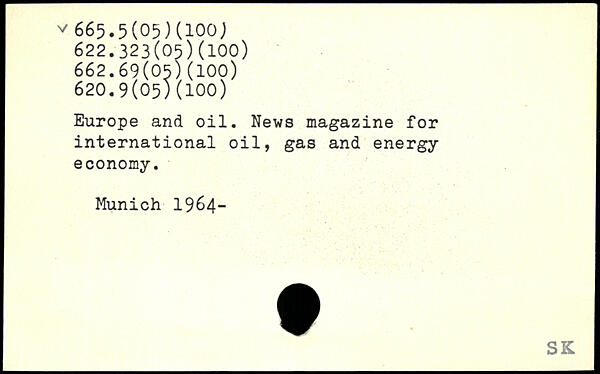 ✓ 665.5(05)(100)
622.323(05)(100)
662.69(05)(100)
620.9(05)(100)
Europe and oil. News magazine for
international oil, gas and energy
economy.
Munich 1964-
SK